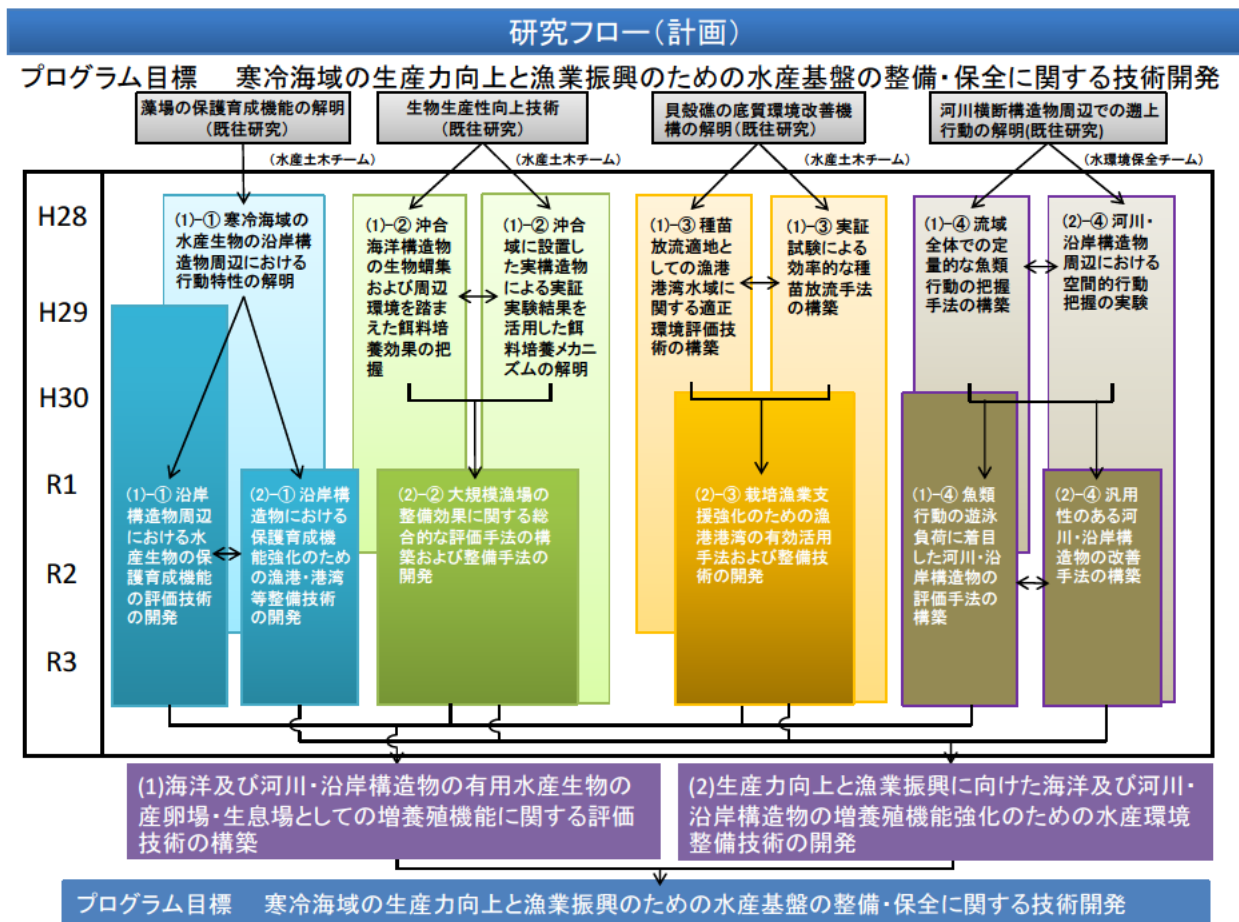 研究フロー（計画）
プログラム目標　寒冷海域の生産力向上と漁業振興のための水産基盤の整備・保全に関する技術開発
藻場の保護育成機能の解明
（既往研究）
（水産土木チーム）
生物生産性向上技術
（既往研究）
（水産土木チーム）
貝殻礁の底質環境改善機
構の解明（既往研究）
（水産土木チーム）
河川横断構造物周辺での遡上
行動の解明(既往研究)
（水環境保全チーム）
H28
H29
H30
R1
R2
R3
(1)-① 寒冷海域の
水産生物の沿岸構
造物周辺における
行動特性の解明
(1)-② 沖合
海洋構造物
の生物蝟集
および周辺
環境を踏ま
えた餌料培
養効果の把
握
(1)-② 沖合
域に設置し
た実構造物
による実証
実験結果を
活用した餌
料培養メカニ
ズムの解明
(1)-③ 種苗
放流適地と
しての漁港
港湾水域に
関する適正
環境評価技
術の構築
(1)-③ 実証
試験による
効率的な種
苗放流手法
の構築
(1)-④ 流域
全体での定
量的な魚類
行動の把握
手法の構築
(2)-④ 河川・
沿岸構造物
周辺における
空間的行動
把握の実験
(1)-① 沿岸
構造物周辺
における水
産生物の保
護育成機能
の評価技術
の開発
(2)-① 沿岸構
造物における
保護育成機
能強化のため
の漁港・港湾
等整備技術
の開発
(2)-② 大規模漁場の
整備効果に関する総
合的な評価手法の構
築および整備手法の
開発
(2)-③ 栽培漁業支
援強化のための漁
港港湾の有効活用
手法および整備技
術の開発
(1)-④ 魚類
行動の遊泳
負荷に着目
した河川・沿
岸構造物の
評価手法の
構築
(2)-④ 汎用
性のある河
川・沿岸構
造物の改善
手法の構築
(1)海洋及び河川・沿岸構造物の有用水産生物の
産卵場・生息場としての増養殖機能に関する評価
技術の構築
(2)生産力向上と漁業振興に向けた海洋及び河川・
沿岸構造物の増養殖機能強化のための水産環境
整備技術の開発
プログラム目標　寒冷海域の生産力向上と漁業振興のための水産基盤の整備・保全に関する技術開発